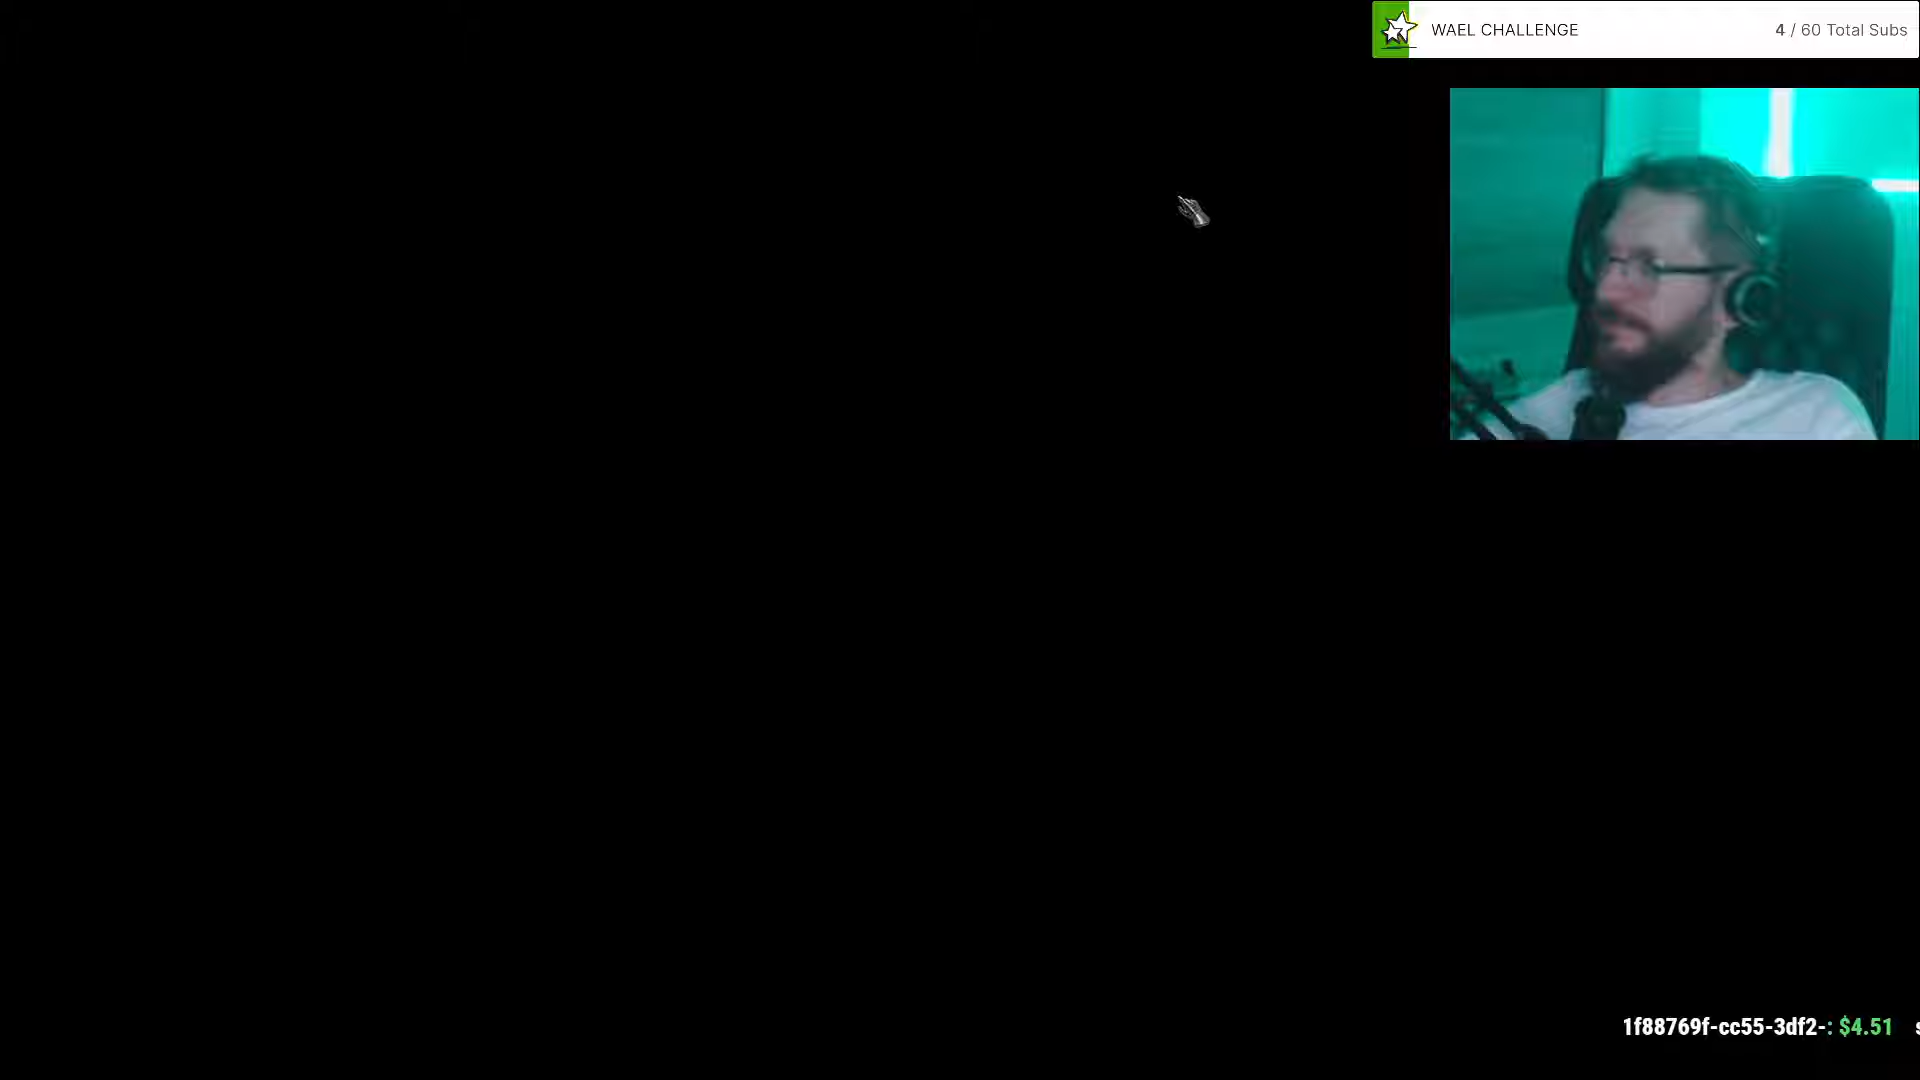 WAEL CHALLENGE 4 / 60 Total Subs
1f88769f-cc55-3df2-: $4.51